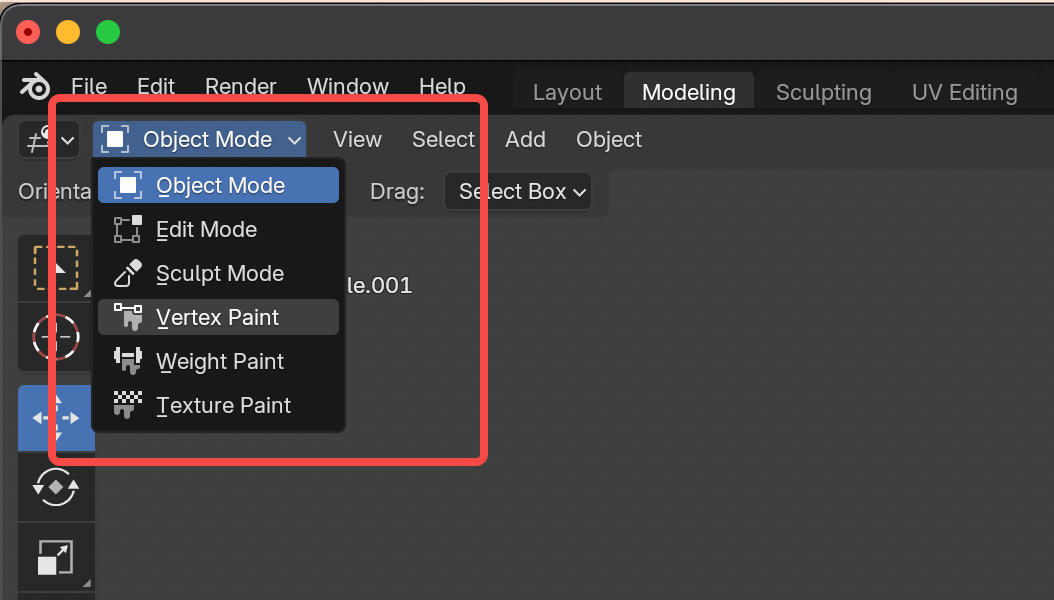 File Edit Render Window Help Layout Modeling Sculpting UV Editing
Object Mode View Select Add Object
Orienta Drag: Select Box
Object Mode
Edit Mode
Sculpt Mode
le.001
Vertex Paint
Weight Paint
Texture Paint